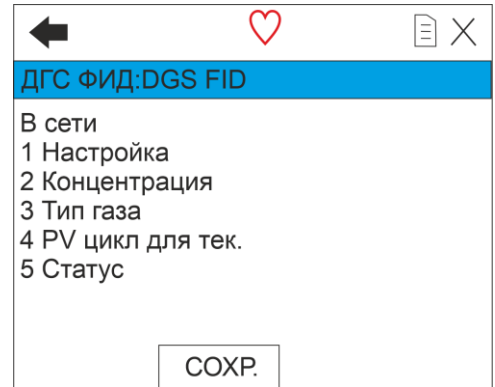 ДГС ФИД:DGS FID
В сети
1 Настройка
2 Концентрация
3 Тип газа
4 PV цикл для тек.
5 Статус
СОХР.